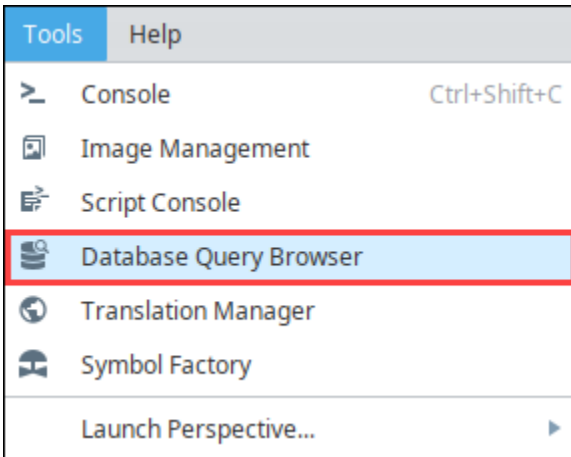 Tools Help
Console Ctrl+Shift+C
Image Management
Script Console
Database Query Browser
Translation Manager
Symbol Factory
Launch Perspective...